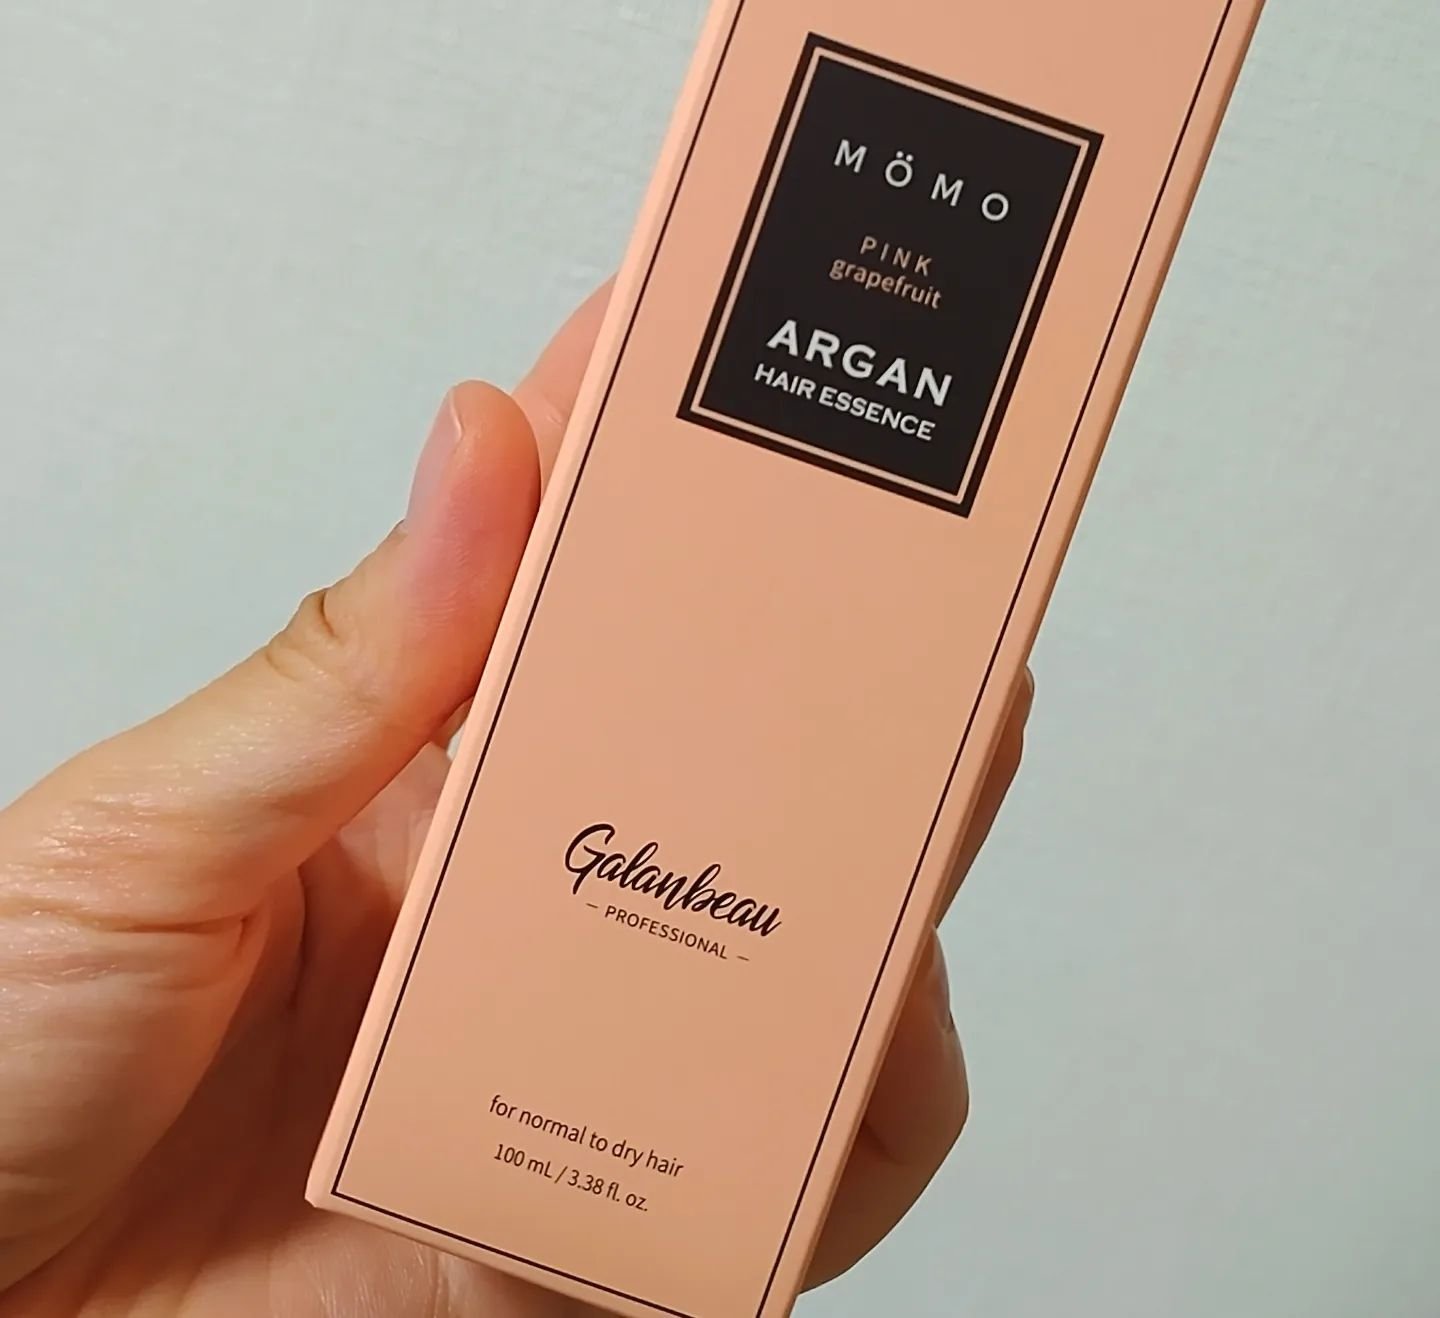 MÖMO
PINK
grapefruit
ARGAN
HAIR ESSENCE
Galanbeau
– PROFESSIONAL –
for normal to dry hair
100 mL / 3.38 fl. oz.